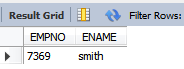 Result Grid Filter Rows:
EMPNO ENAME
7369 smith